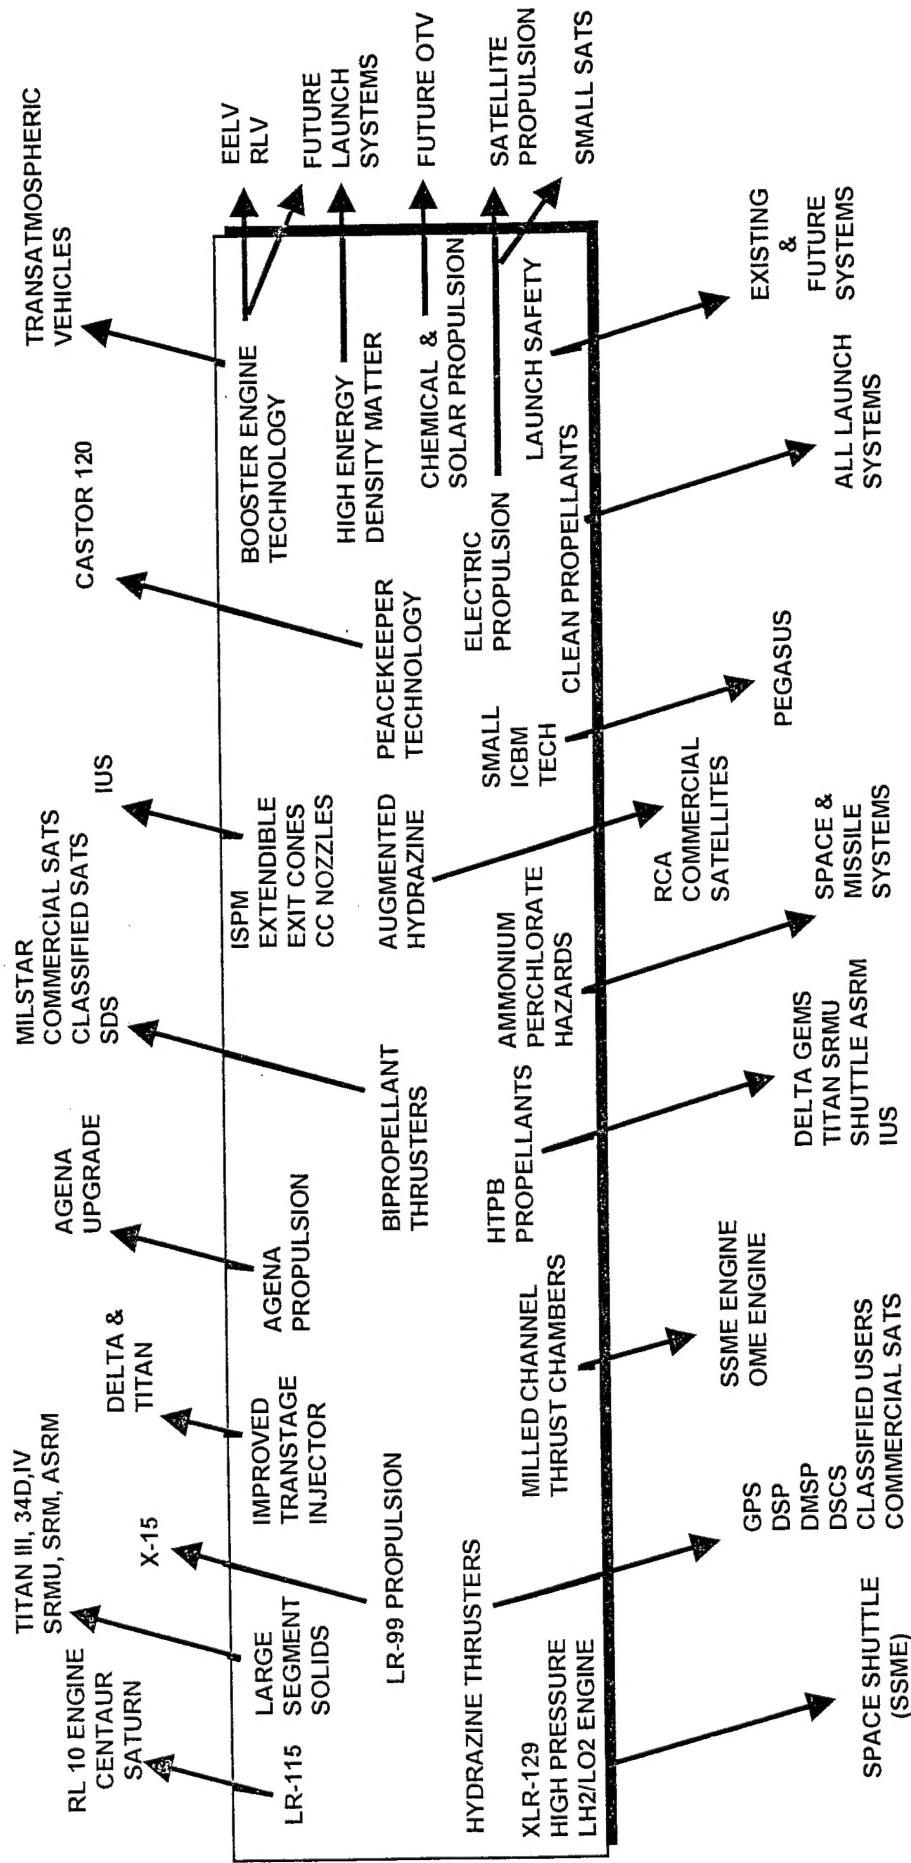 RL 10 ENGINE
CENTAUR
SATURN
TITAN III, 34D,IV
SRMU, SRM, ASRM
X-15
DELTA &
TITAN
AGENA
UPGRADE
MILSTAR
COMMERCIAL SATS
CLASSIFIED SATS
SDS
IUS
CASTOR 120
TRANSATMOSPHERIC
VEHICLES
LR-115
LARGE
SEGMENT
SOLIDS
LR-99 PROPULSION
IMPROVED
TRANSTAGE
INJECTOR
AGENA
PROPULSION
BIPROPELLANT
THRUSTERS
ISPM
EXTENDIBLE
EXIT CONES
CC NOZZLES
AUGMENTED
HYDRAZINE
PEACEKEEPER
TECHNOLOGY
BOOSTER ENGINE
TECHNOLOGY
HIGH ENERGY
DENSITY MATTER
CHEMICAL &
SOLAR PROPULSION
ELECTRIC
PROPULSION
LAUNCH SAFETY
CLEAN PROPELLANTS
SMALL
ICBM
TECH
AMMONIUM
PERCHLORATE
HAZARDS
HTPB
PROPELLANTS
MILLED CHANNEL
THRUST CHAMBERS
HYDRAZINE THRUSTERS
XLR-129
HIGH PRESSURE
LH2/LO2 ENGINE
EELV
RLV
FUTURE
LAUNCH
SYSTEMS
FUTURE OTV
SATELLITE
PROPULSION
SMALL SATS
SPACE SHUTTLE
(SSME)
GPS
DSP
DMSP
DSCS
CLASSIFIED USERS
COMMERCIAL SATS
SSME ENGINE
OME ENGINE
DELTA GEMS
TITAN SRMU
SHUTTLE ASRM
IUS
SPACE &
MISSILE
SYSTEMS
RCA
COMMERCIAL
SATELLITES
PEGASUS
ALL LAUNCH
SYSTEMS
EXISTING
&
FUTURE
SYSTEMS